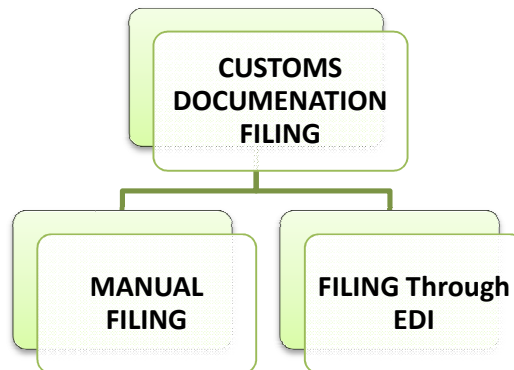 CUSTOMS
DOCUMENATION
FILING
MANUAL
FILING
FILING Through
EDI